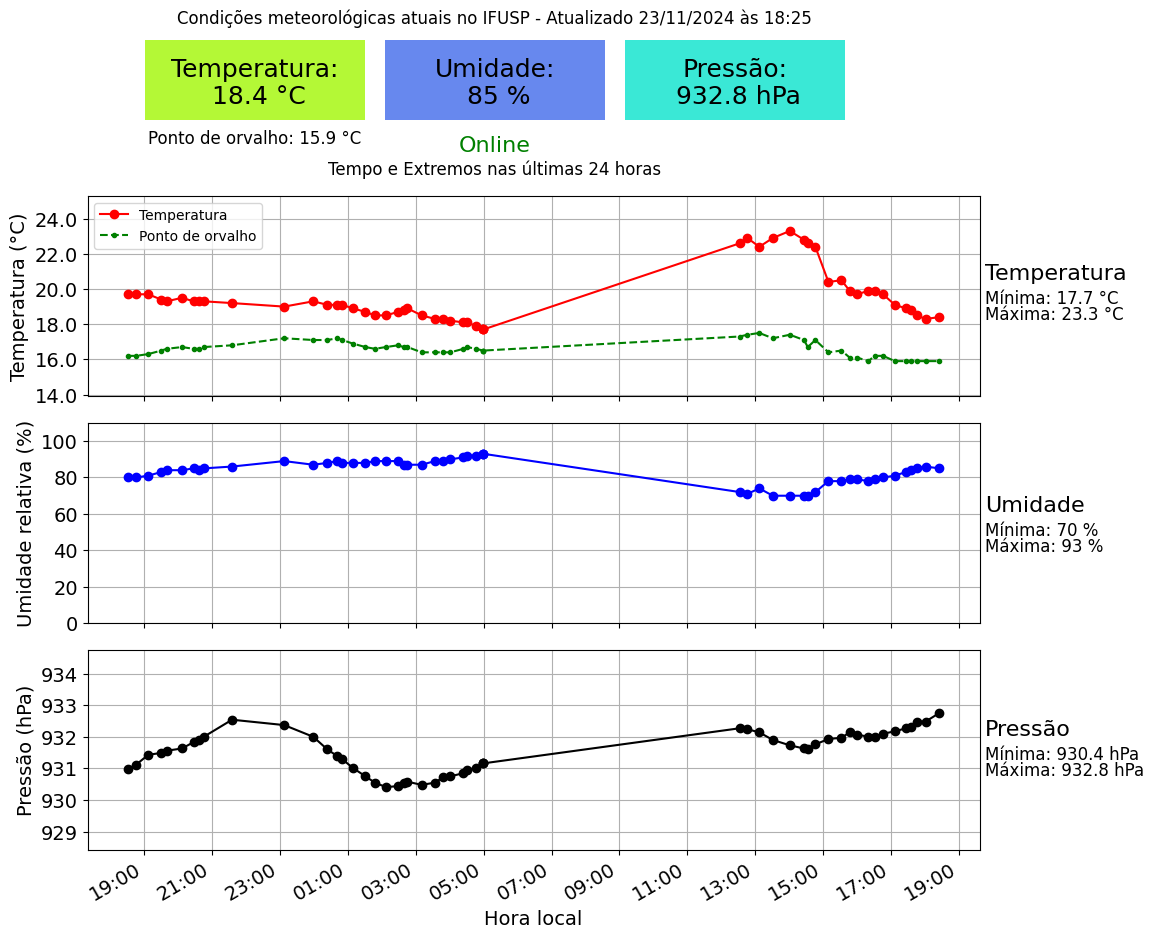 Condições meteorológicas atuais no IFUSP - Atualizado 23/11/2024 às 18:25
Temperatura:
18.4 °C
Umidade:
85 %
Pressão:
932.8 hPa
Ponto de orvalho: 15.9 °C
Online
Tempo e Extremos nas últimas 24 horas
Temperatura (°C)
24.0
22.0
20.0
18.0
16.0
14.0
Temperatura
Ponto de orvalho
Temperatura
Mínima: 17.7 °C
Máxima: 23.3 °C
Umidade relativa (%)
100
80
60
40
20
0
Umidade
Mínima: 70 %
Máxima: 93 %
Pressão (hPa)
934
933
932
931
930
929
Pressão
Mínima: 930.4 hPa
Máxima: 932.8 hPa
19:00 21:00 23:00 01:00 03:00 05:00 07:00 09:00 11:00 13:00 15:00 17:00 19:00
Hora local